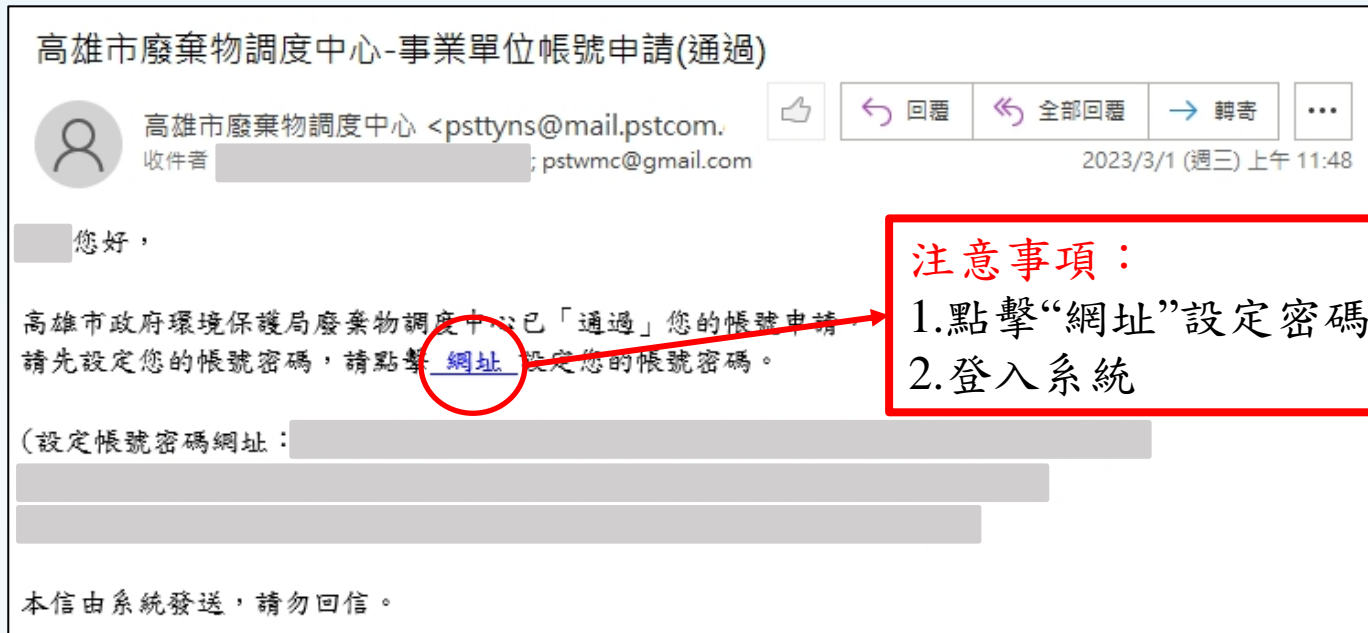 高雄市廢棄物調度中心-事業單位帳號申請(通過)
高雄市廢棄物調度中心 <psttyns@mail.pstcom.
回覆
全部回覆
轉寄
收件者
; pstwmc@gmail.com
2023/3/1 (週三) 上午 11:48
您好，
高雄市政府環境保護局廢棄物調度中心已「通過」您的帳號申請，
請先設定您的帳號密碼，請點擊 網址 設定您的帳號密碼。
注意事項：
1.點擊“網址”設定密碼
2.登入系統
(設定帳號密碼網址：
本信由系統發送，請勿回信。